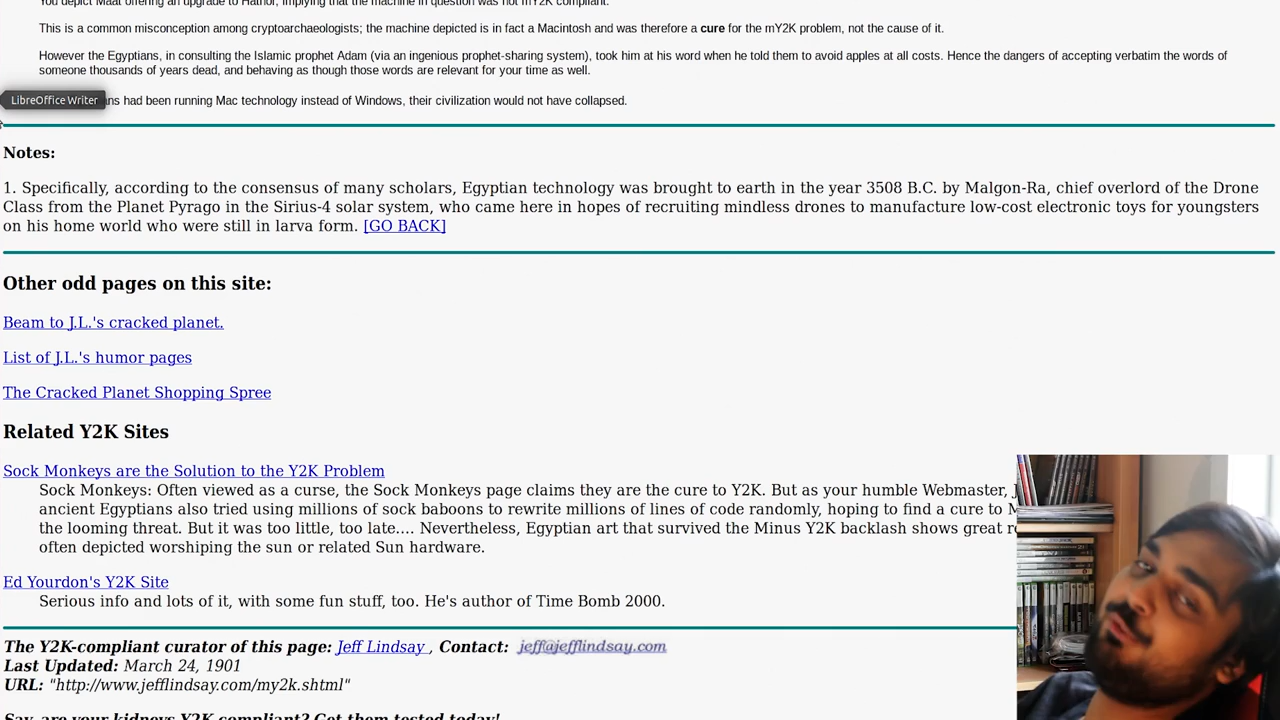 You depict Maat offering an upgrade to Hathor, implying that the machine in question was not mY2K compliant.
This is a common misconception among cryptoarchaeologists; the machine depicted is in fact a Macintosh and was therefore a cure for the mY2K problem, not the cause of it.
However the Egyptians, in consulting the Islamic prophet Adam (via an ingenious prophet-sharing system), took him at his word when he told them to avoid apples at all costs. Hence the dangers of accepting verbatim the words of
someone thousands of years dead, and behaving as though those words are relevant for your time as well.
LibreOffice Writer
ns had been running Mac technology instead of Windows, their civilization would not have collapsed.
Notes:
1. Specifically, according to the consensus of many scholars, Egyptian technology was brought to earth in the year 3508 B.C. by Malgon-Ra, chief overlord of the Drone
Class from the Planet Pyrago in the Sirius-4 solar system, who came here in hopes of recruiting mindless drones to manufacture low-cost electronic toys for youngsters
on his home world who were still in larva form. [GO BACK]
Other odd pages on this site:
Beam to J.L.'s cracked planet.
List of J.L.'s humor pages
The Cracked Planet Shopping Spree
Related Y2K Sites
Sock Monkeys are the Solution to the Y2K Problem
Sock Monkeys: Often viewed as a curse, the Sock Monkeys page claims they are the cure to Y2K. But as your humble Webmaster,
ancient Egyptians also tried using millions of sock baboons to rewrite millions of lines of code randomly, hoping to find a cure to
the looming threat. But it was too little, too late.... Nevertheless, Egyptian art that survived the Minus Y2K backlash shows great
often depicted worshiping the sun or related Sun hardware.
Ed Yourdon's Y2K Site
Serious info and lots of it, with some fun stuff, too. He's author of Time Bomb 2000.
The Y2K-compliant curator of this page: Jeff Lindsay , Contact: jeff@jefflindsay.com
Last Updated: March 24, 1901
URL: "http://www.jefflindsay.com/my2k.shtml"
Say, are your kidneys Y2K compliant? Get them tested today!